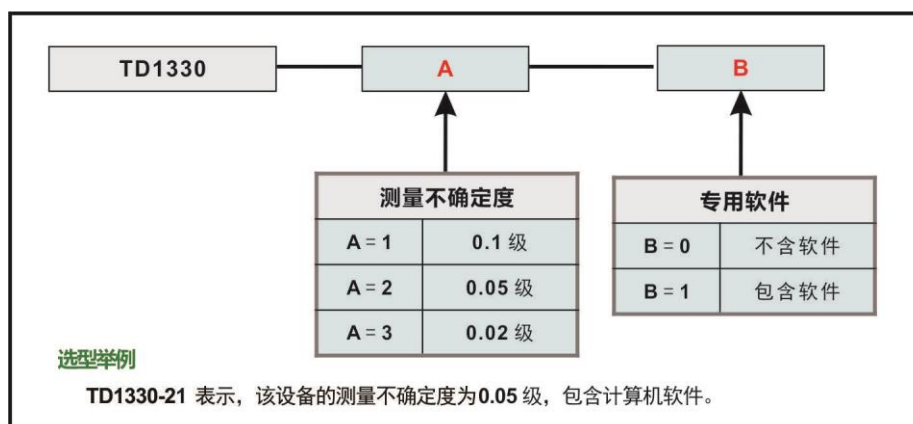 TD1330
A
B
测量不确定度
A = 1 0.1 级
A = 2 0.05 级
A = 3 0.02 级
专用软件
B = 0 不含软件
B = 1 包含软件
选型举例
TD1330-21 表示，该设备的测量不确定度为0.05 级，包含计算机软件。